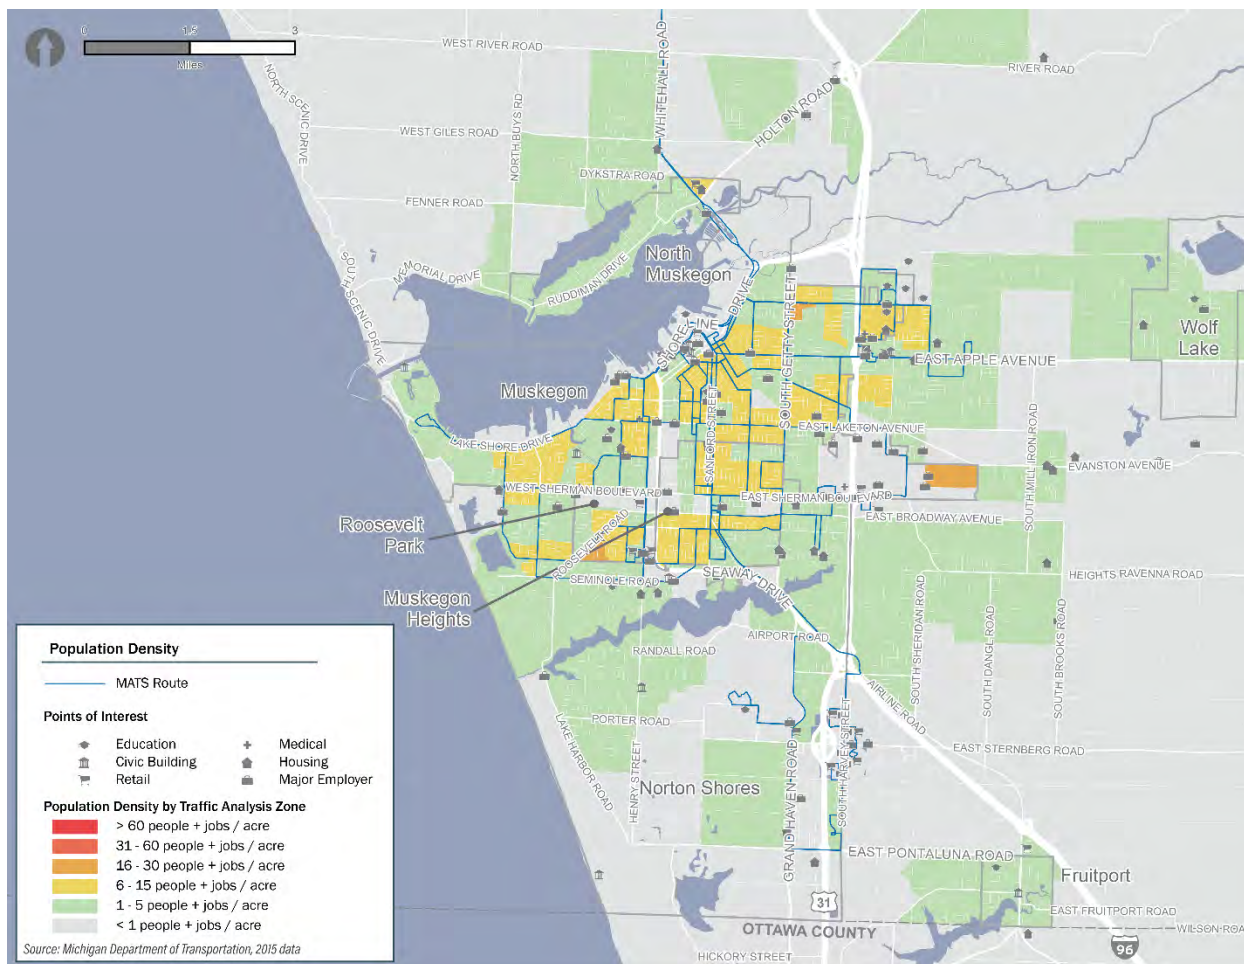 0 1.5 3
Miles
WEST RIVER ROAD
RIVER ROAD
NORTH SCENIC DRIVE
NORTH BUYS RD
WHITEHALL ROAD
HOLTON ROAD
WEST GILES ROAD
DYKSTRA ROAD
FENNER ROAD
North
Muskegon
MEMORIAL DRIVE
RUDDIMAN DRIVE
SOUTH SCENIC DRIVE
SHORELINE DRIVE
SOUTH GETTY STREET
Wolf
Lake
EAST APPLE AVENUE
Muskegon
SANFORD STREET
EAST LAKETON AVENUE
LAKE SHORE DRIVE
SOUTH MILL IRON ROAD
EVANSTON AVENUE
WEST SHERMAN BOULEVARD
EAST SHERMAN BOULEVARD
EAST BROADWAY AVENUE
Roosevelt
Park
ROOSEVELT ROAD
SEMINOLE ROAD
SEAWAY DRIVE
HEIGHTS RAVENNA ROAD
Muskegon
Heights
AIRPORT ROAD
RANDALL ROAD
SOUTH SHERIDAN ROAD
SOUTH DANGL ROAD
SOUTH BROOKS ROAD
AIRLINE ROAD
PORTER ROAD
LAKE HARBOR ROAD
HENRY STREET
EAST STERNBERG ROAD
Norton Shores
GRAND HAVEN ROAD
SOUTH HARVEY STREET
EAST PONTALUNA ROAD
Fruitport
31
EAST FRUITPORT ROAD
WILSON ROA
OTTAWA COUNTY
96
HICKORY STREET
Population Density
MATS Route
Points of Interest
Education Medical
Civic Building Housing
Retail Major Employer
Population Density by Traffic Analysis Zone
> 60 people + jobs / acre
31 - 60 people + jobs / acre
16 - 30 people + jobs / acre
6 - 15 people + jobs / acre
1 - 5 people + jobs / acre
< 1 people + jobs / acre
Source: Michigan Department of Transportation, 2015 data